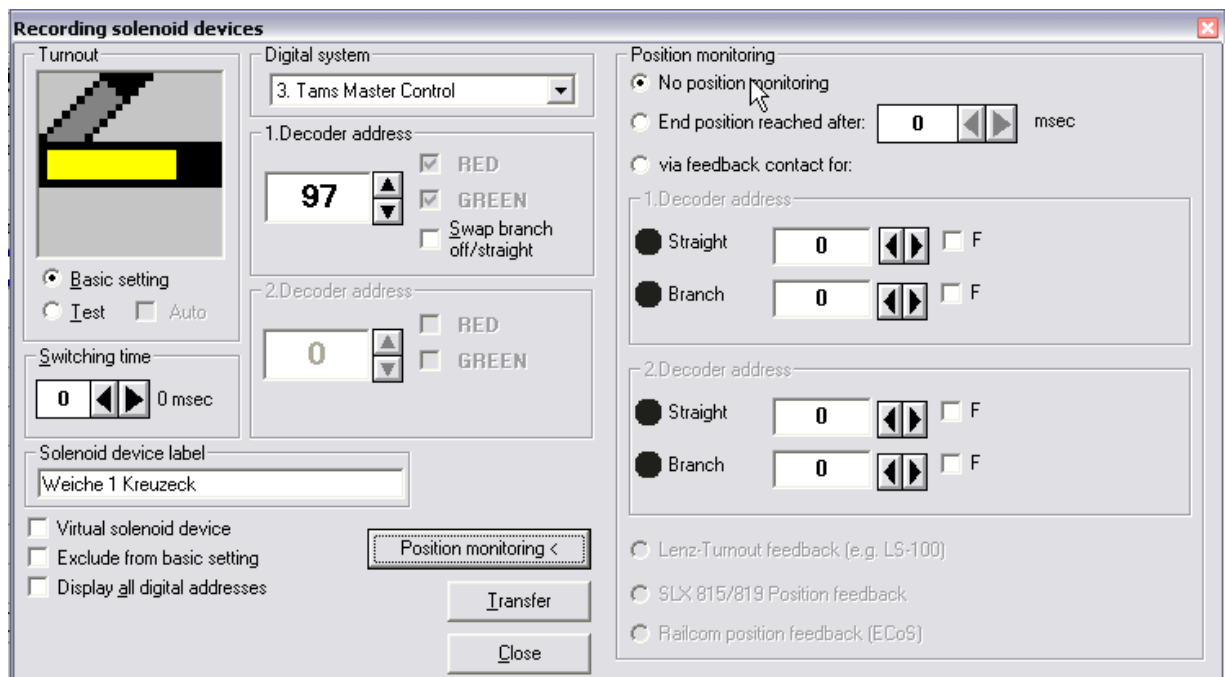 Recording solenoid devices
Turnout
Basic setting
Test
Auto
Switching time
0
0 msec
Digital system
3. Tams Master Control
1.Decoder address
97
RED
GREEN
Swap branch
off/straight
2.Decoder address
0
RED
GREEN
Solenoid device label
Weiche 1 Kreuzeck
Virtual solenoid device
Exclude from basic setting
Display all digital addresses
Position monitoring <
Transfer
Close
Position monitoring
No position monitoring
End position reached after: 0 msec
via feedback contact for:
1.Decoder address
Straight 0 F
Branch 0 F
2.Decoder address
Straight 0 F
Branch 0 F
Lenz-Turnout feedback (e.g. LS-100)
SLX 815/819 Position feedback
Railcom position feedback (ECoS)